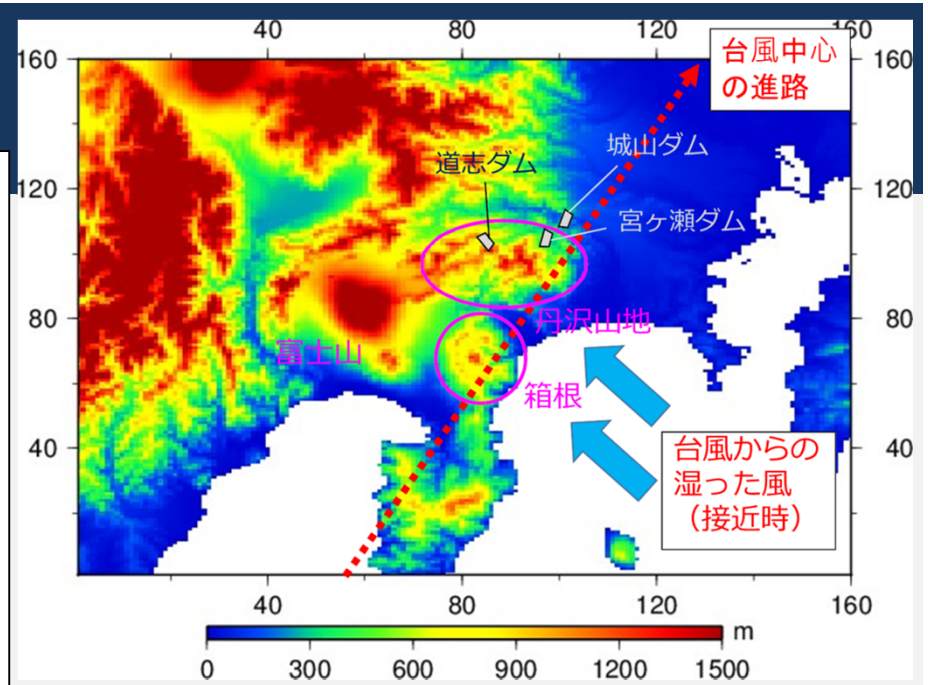 40
80
120
160
160
160
台風中心
の進路
城山ダム
道志ダム
120
120
宮ヶ瀬ダム
80
80
丹沢山地
富士山
箱根
40
40
台風からの
湿った風
（接近時）
40
80
120
160
m
0
300
600
900
1200
1500